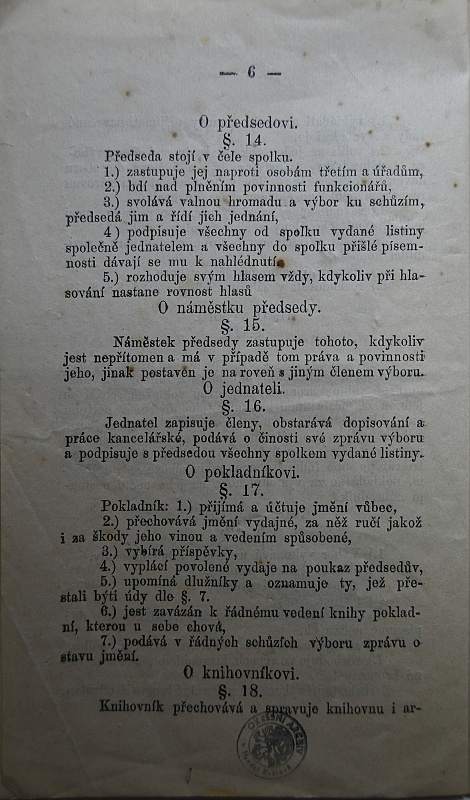 — 6 —
O předsedovi.
§. 14.
Předseda stojí v čele spolku.
1.) zastupuje jej naproti osobám třetím a úřadům,
2.) bdí nad plněním povinnosti funkcionářů,
3.) svolává valnou hromadu a výbor ku schůzím,
předsedá jim a řídí jich jednání,
4 ) podpisuje všechny od spolku vydané listiny
společně jednatelem a všechny do spolku přišlé písem-
nosti dávají se mu k nahlédnutí.
5.) rozhoduje svým hlasem vždy, kdykoliv při hla-
sování nastane rovnost hlasů
O náměstku předsedy.
§. 15.
Náměstek předsedy zastupuje tohoto, kdykoliv
jest nepřítomen a má v případě tom práva a povinnosti
jeho, jinak postaven je na roveň s jiným členem výboru.
O jednateli.
§. 16.
Jednatel zapisuje členy, obstarává dopisování a
práce kancelářské, podává o činosti své zprávu výboru
a podpisuje s předsedou všechny spolkem vydané listiny.
O pokladníkovi.
§. 17.
Pokladník: 1.) přijímá a účtuje jmění vůbec,
2.) přechovává jmění vydajné, za něž ručí jakož
i za škody jeho vinou a vedením spůsobené,
3.) vybírá příspěvky,
4.) vyplácí povolené vydaje na poukaz předsedův,
5.) upomíná dlužníky a oznamuje ty, jež pře-
stali býti údy dle §. 7.
6.) jest zavázán k řádnému vedení knihy poklad-
ní, kterou u sebe chová,
7.) podává v řádných schůzích výboru zprávu o
stavu jmění.
O knihovníkovi.
§. 18.
Knihovník přechovává a spravuje knihovnu i ar-
OKRESNÍ ARCHIV